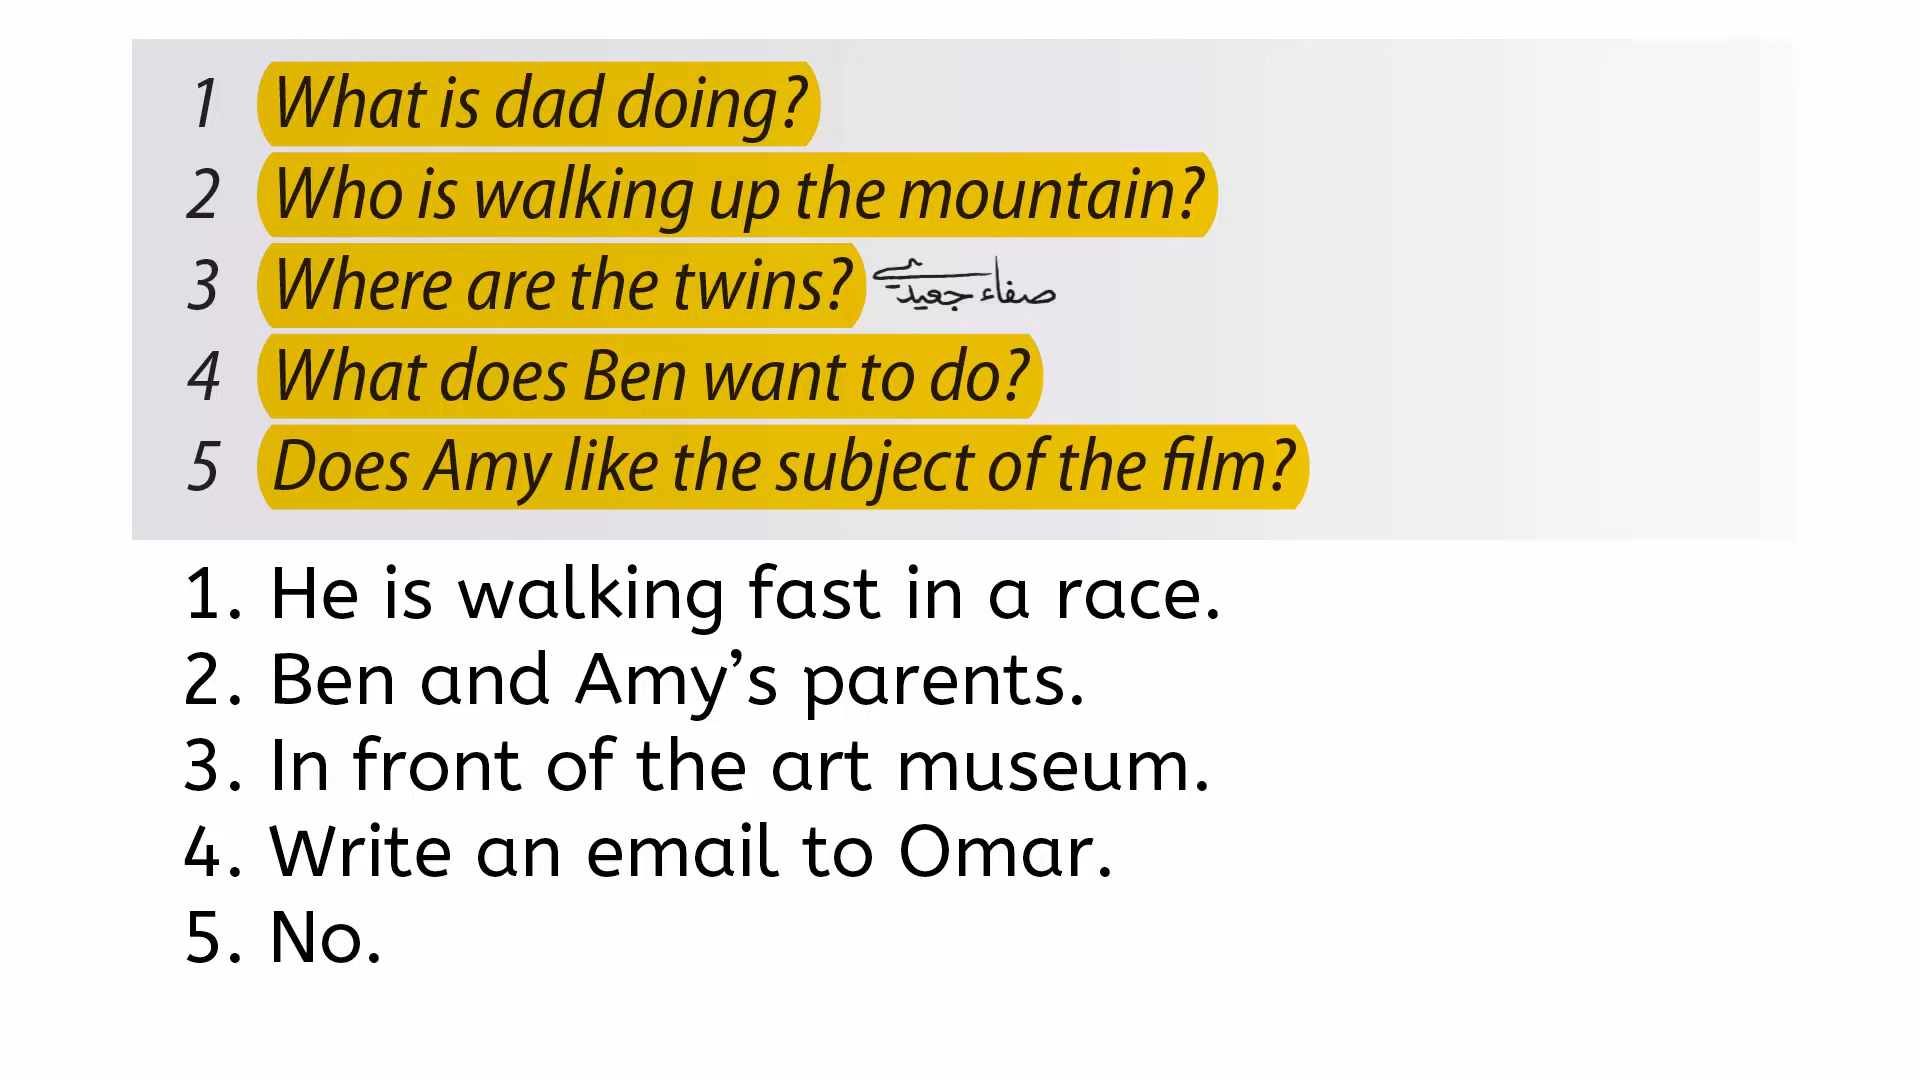 1 What is dad doing?
2 Who is walking up the mountain?
3 Where are the twins?
صفاء جعيدي
4 What does Ben want to do?
5 Does Amy like the subject of the film?
1. He is walking fast in a race.
2. Ben and Amy’s parents.
3. In front of the art museum.
4. Write an email to Omar.
5. No.